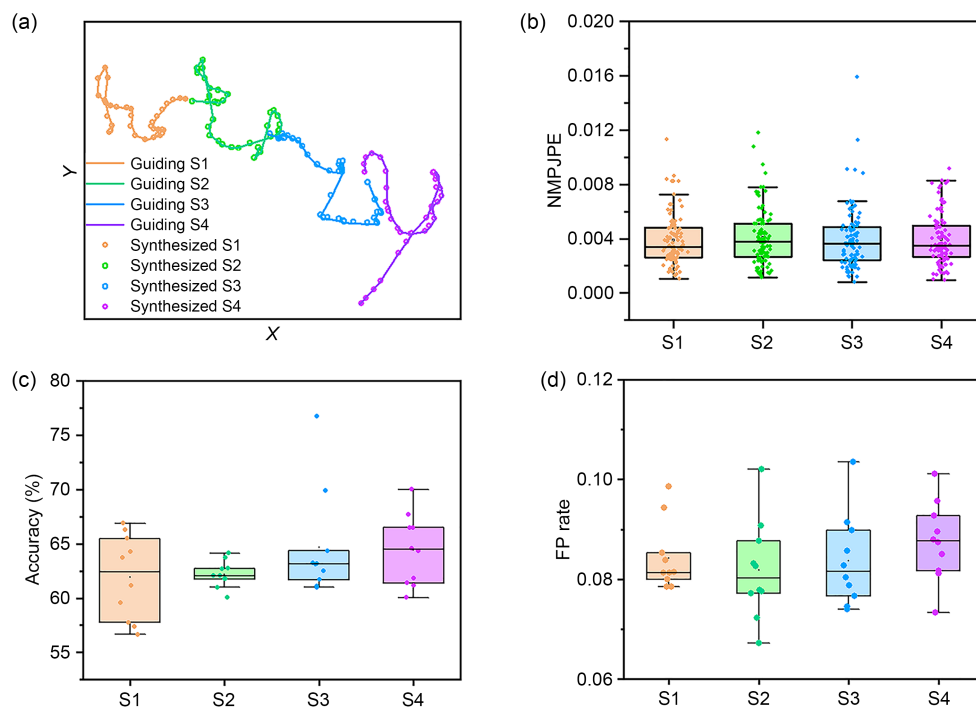 (a)
Y
Guiding S1
Guiding S2
Guiding S3
Guiding S4
Synthesized S1
Synthesized S2
Synthesized S3
Synthesized S4
X
(b)
NMPJPE
0.020
0.016
0.012
0.008
0.004
0.000
S1 S2 S3 S4
(c)
Accuracy (%)
80
75
70
65
60
55
S1 S2 S3 S4
(d)
FP rate
0.12
0.10
0.08
0.06
S1 S2 S3 S4